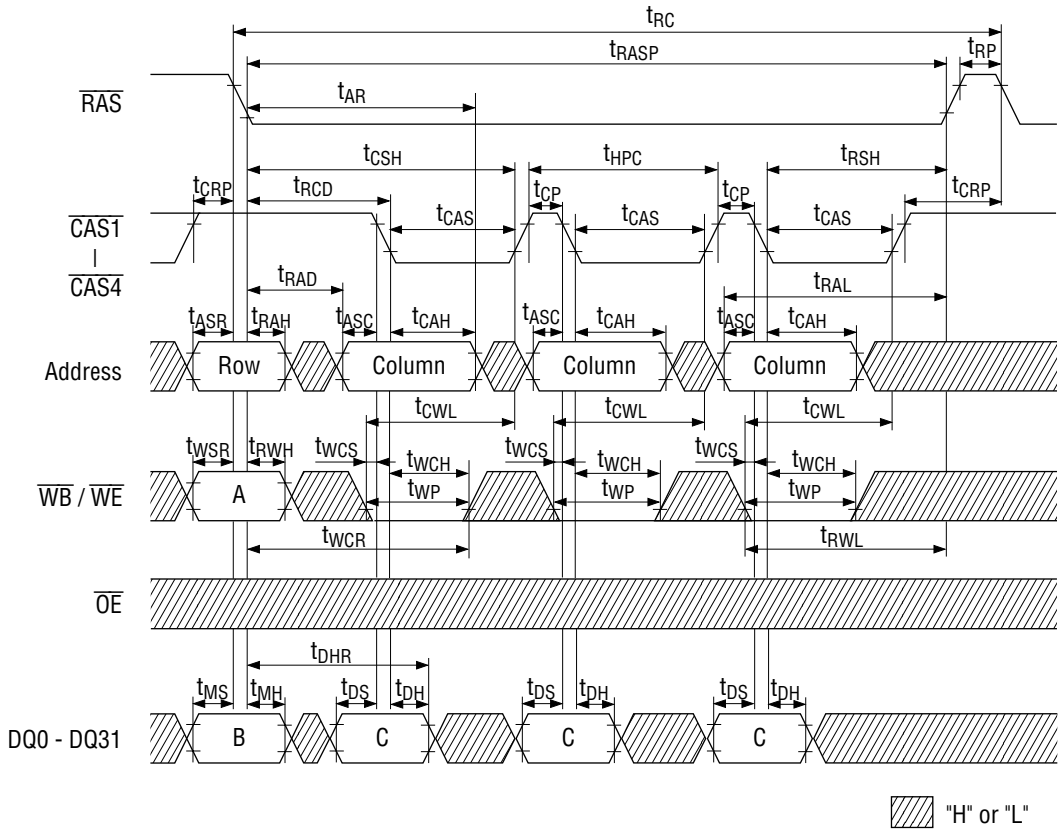 tRC
tRASP
tRP
RAS
tAR
tCSH
tHPC
tRSH
tCRP
tRCD
tCP
tCP
tCRP
CAS1
tCAS
tCAS
tCAS
CAS4
tRAD
tRAL
tASR
tRAH
tASC
tCAH
tASC
tCAH
tASC
tCAH
Address
Row
Column
Column
Column
tCWL
tCWL
tCWL
tWSR
tRWH
tWCS
tWCH
tWCS
tWCH
tWCS
tWCH
WB / WE
A
tWP
tWP
tWP
tWCR
tRWL
OE
tDHR
tMS
tMH
tDS
tDH
tDS
tDH
tDS
tDH
DQ0 - DQ31
B
C
C
C
"H" or "L"